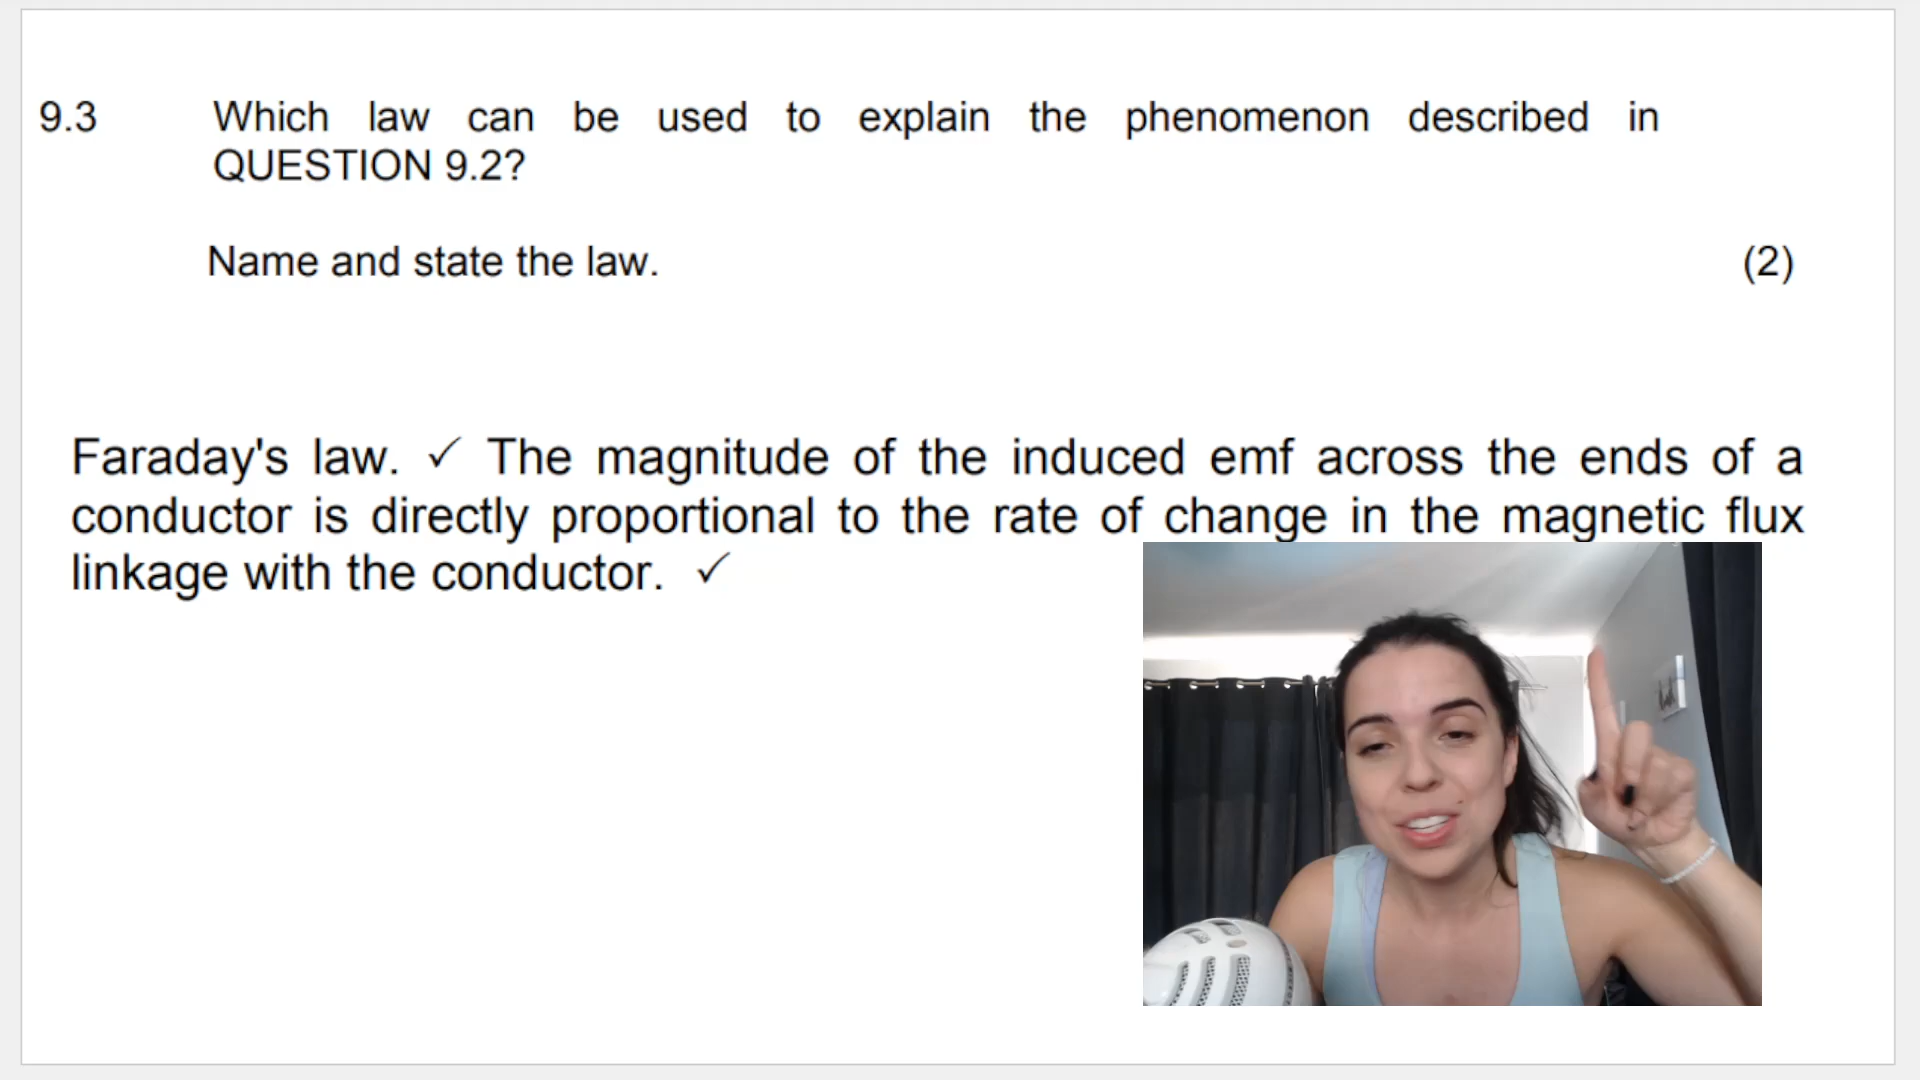 9.3 Which law can be used to explain the phenomenon described in
QUESTION 9.2?
Name and state the law. (2)
Faraday's law. ✓ The magnitude of the induced emf across the ends of a
conductor is directly proportional to the rate of change in the magnetic flux
linkage with the conductor. ✓